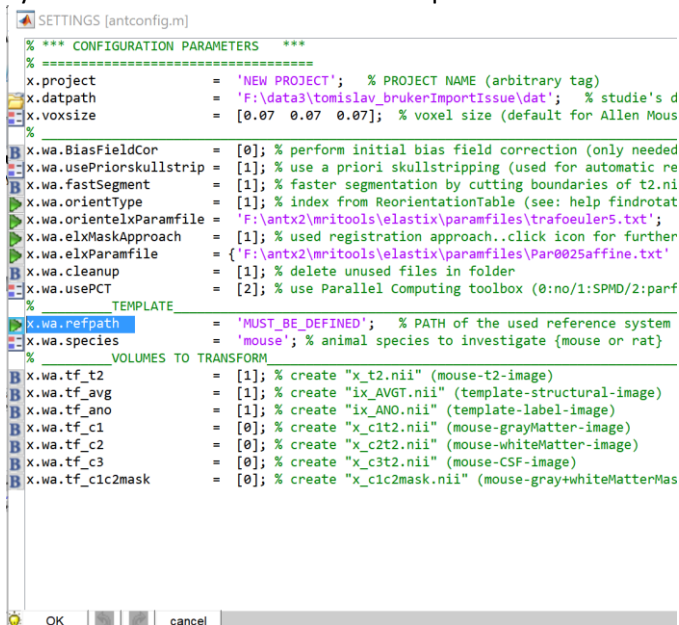 SETTINGS [antconfig.m]
% *** CONFIGURATION PARAMETERS   ***
% ===================================
x.project = 'NEW PROJECT'; % PROJECT NAME (arbitrary tag)
x.datpath = 'F:\data3\tomislav_brukerImportIssue\dat'; % studie's d
x.voxsize = [0.07 0.07 0.07]; % voxel size (default for Allen Mous
%
x.wa.BiasFieldCor = [0]; % perform initial bias field correction (only needed
x.wa.usePriorskullstrip = [1]; % use a priori skullstripping (used for automatic re
x.wa.fastSegment = [1]; % faster segmentation by cutting boundaries of t2.ni
x.wa.orientType = [1]; % index from ReorientationTable (see: help findrotat
x.wa.orientelxParamfile = 'F:\antx2\mritools\elastix\paramfiles\trafoeuler5.txt';
x.wa.elxMaskApproach = [1]; % used registration approach..click icon for further
x.wa.elxParamfile = {'F:\antx2\mritools\elastix\paramfiles\Par0025affine.txt'
x.wa.cleanup = [1]; % delete unused files in folder
x.wa.usePCT = [2]; % use Parallel Computing toolbox (0:no/1:SPMD/2:parf
% ________TEMPLATE________
x.wa.refpath = 'MUST_BE_DEFINED'; % PATH of the used reference system
x.wa.species = 'mouse'; % animal species to investigate {mouse or rat}
% ________VOLUMES TO TRANSFORM________
x.wa.tf_t2 = [1]; % create "x_t2.nii" (mouse-t2-image)
x.wa.tf_avg = [1]; % create "ix_AVGT.nii" (template-structural-image)
x.wa.tf_ano = [1]; % create "ix_ANO.nii" (template-label-image)
x.wa.tf_c1 = [0]; % create "x_c1t2.nii" (mouse-grayMatter-image)
x.wa.tf_c2 = [0]; % create "x_c2t2.nii" (mouse-whiteMatter-image)
x.wa.tf_c3 = [0]; % create "x_c3t2.nii" (mouse-CSF-image)
x.wa.tf_c1c2mask = [0]; % create "x_c1c2mask.nii" (mouse-gray+whiteMatterMas
OK cancel